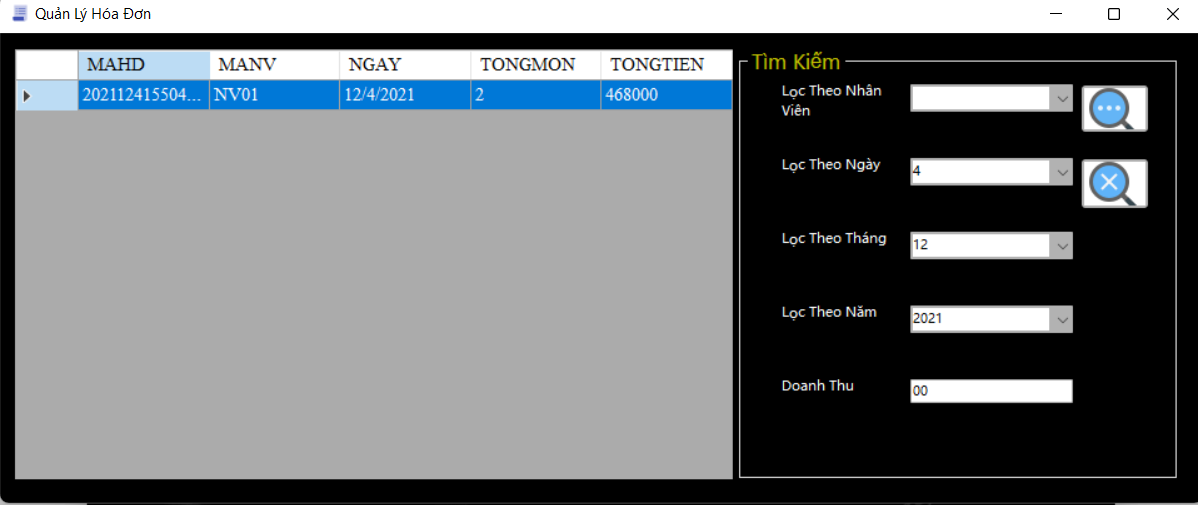 Quản Lý Hóa Đơn
MAHD MANV NGAY TONGMON TONGTIEN
202112415504... NV01 12/4/2021 2 468000
Tìm Kiếm
Lọc Theo Nhân
Viên
Lọc Theo Ngày 4
Lọc Theo Tháng 12
Lọc Theo Năm 2021
Doanh Thu 00